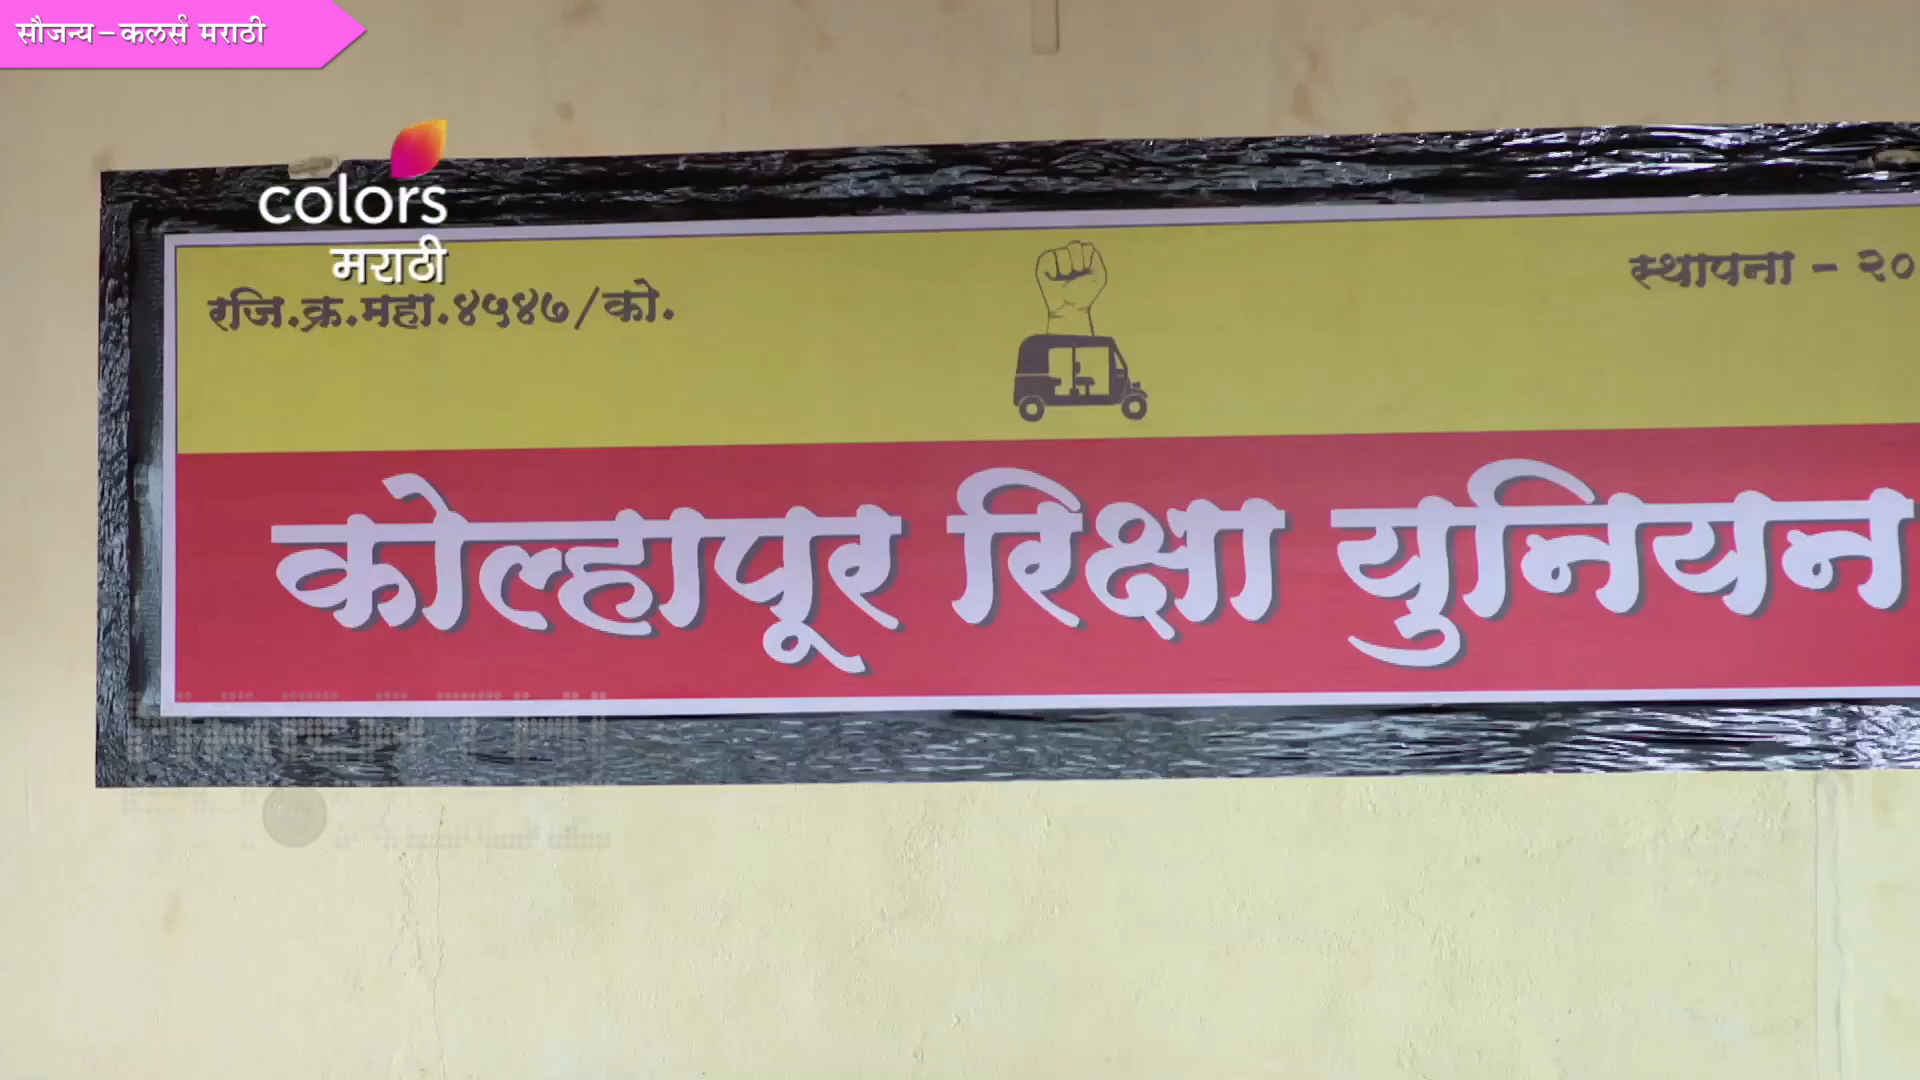 सौजन्य-कलर्स मराठी
colors
मराठी
रजि.क्र.महा.४५४७/को.
स्थापना - २०
कोल्हापूर रिक्षा युनियन